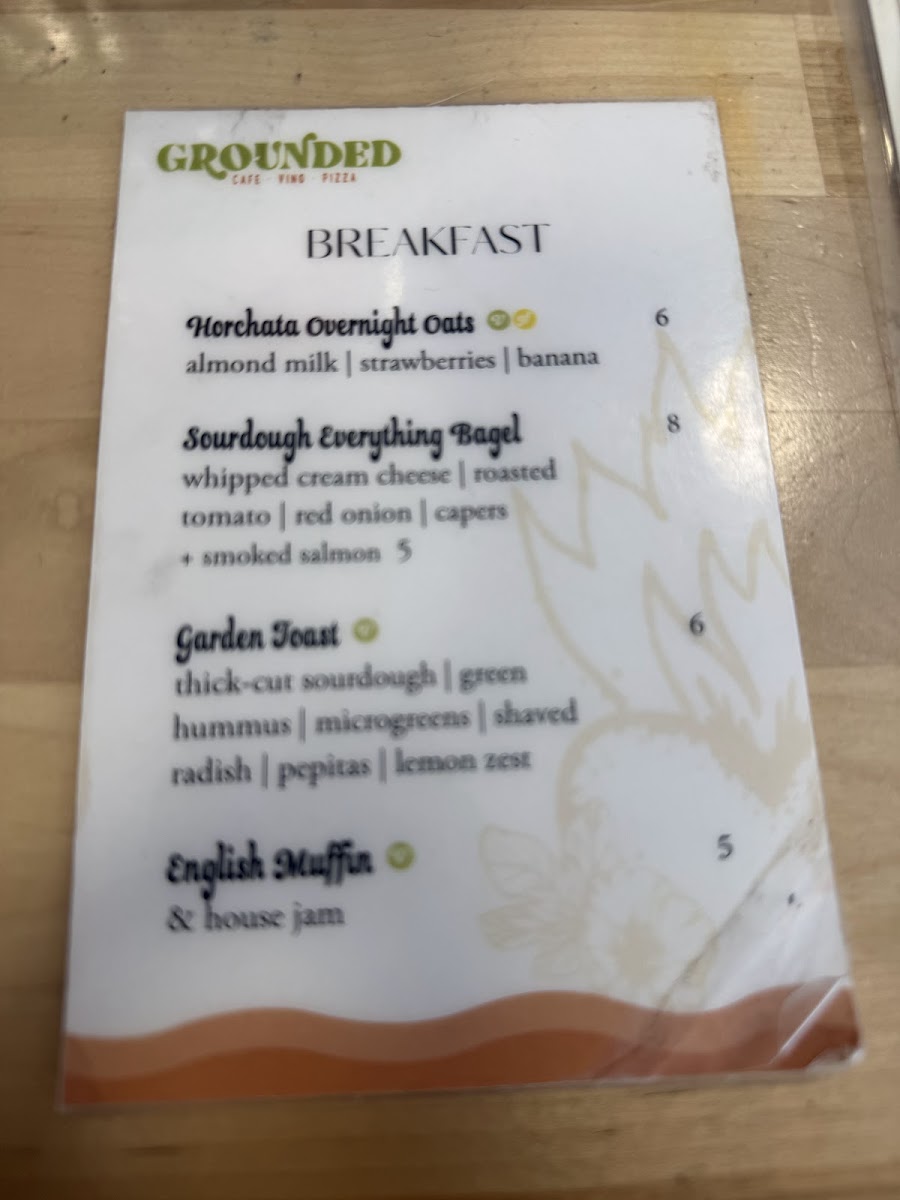 GROUNDED
CAFE · VINO · PIZZA
BREAKFAST
Horchata Overnight Oats 6
almond milk | strawberries | banana
Sourdough Everything Bagel 8
whipped cream cheese | roasted
tomato | red onion | capers
+ smoked salmon 5
Garden Toast 6
thick-cut sourdough | green
hummus | microgreens | shaved
radish | pepitas | lemon zest
English Muffin 5
& house jam